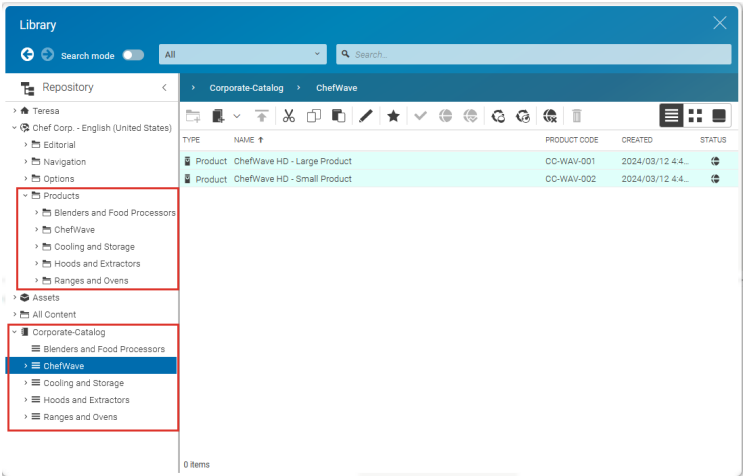 Library
Search mode
All
Search...
Repository
Corporate-Catalog > ChefWave
Teresa
Chef Corp. - English (United States)
Editorial
Navigation
Options
Products
Blenders and Food Processors
ChefWave
Cooling and Storage
Hoods and Extractors
Ranges and Ovens
Assets
All Content
Corporate-Catalog
Blenders and Food Processors
ChefWave
Cooling and Storage
Hoods and Extractors
Ranges and Ovens
TYPE NAME PRODUCT CODE CREATED STATUS
Product ChefWave HD - Large Product CC-WAV-001 2024/03/12 4:4...
Product ChefWave HD - Small Product CC-WAV-002 2024/03/12 4:4...
0 items